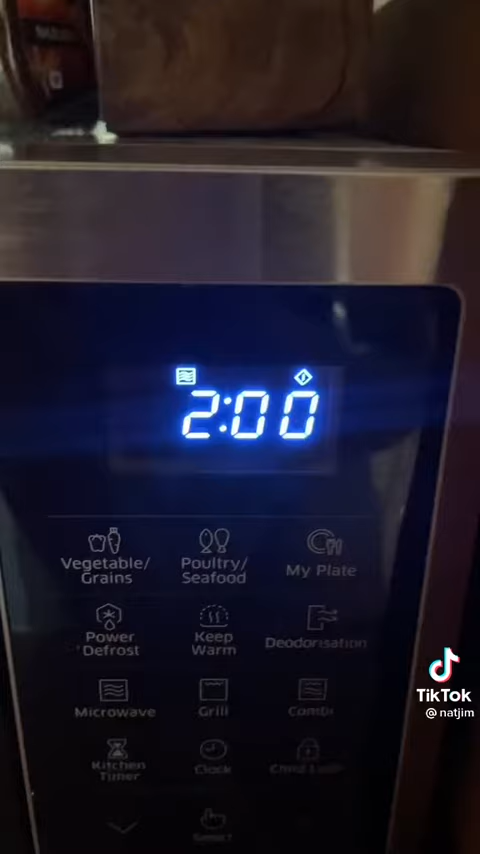 2:00
Vegetable/
Grains
Poultry/
Seafood
My Plate
Power
Defrost
Keep
Warm
Deodorisation
Microwave
Grill
Combi
Kitchen
Timer
Clock
Child Lock
TikTok
@natjim